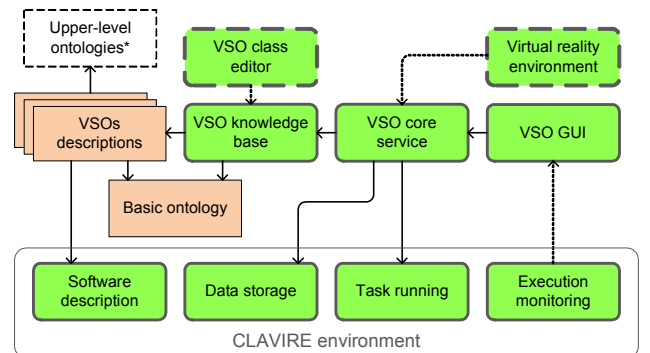 Upper-level
ontologies*
VSO class
editor
Virtual reality
environment
VSOs
descriptions
VSO knowledge
base
VSO core
service
VSO GUI
Basic ontology
Software
description
Data storage
Task running
Execution
monitoring
CLAVIRE environment